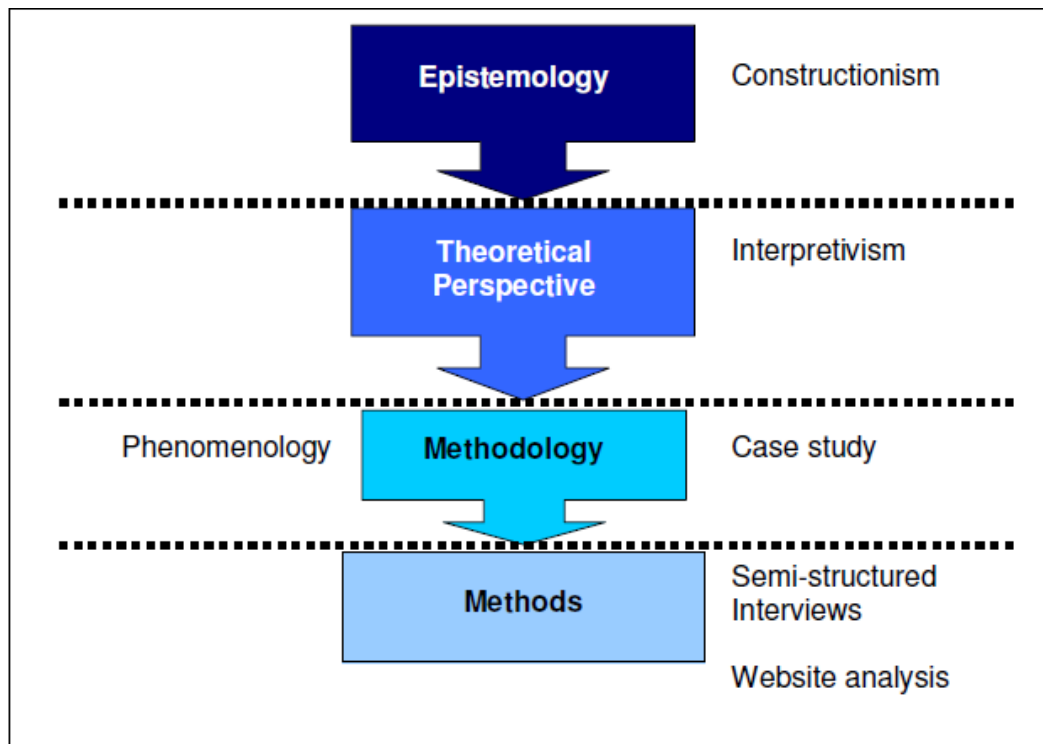 Epistemology
Constructionism
Theoretical
Perspective
Interpretivism
Phenomenology
Methodology
Case study
Methods
Semi-structured
Interviews
Website analysis